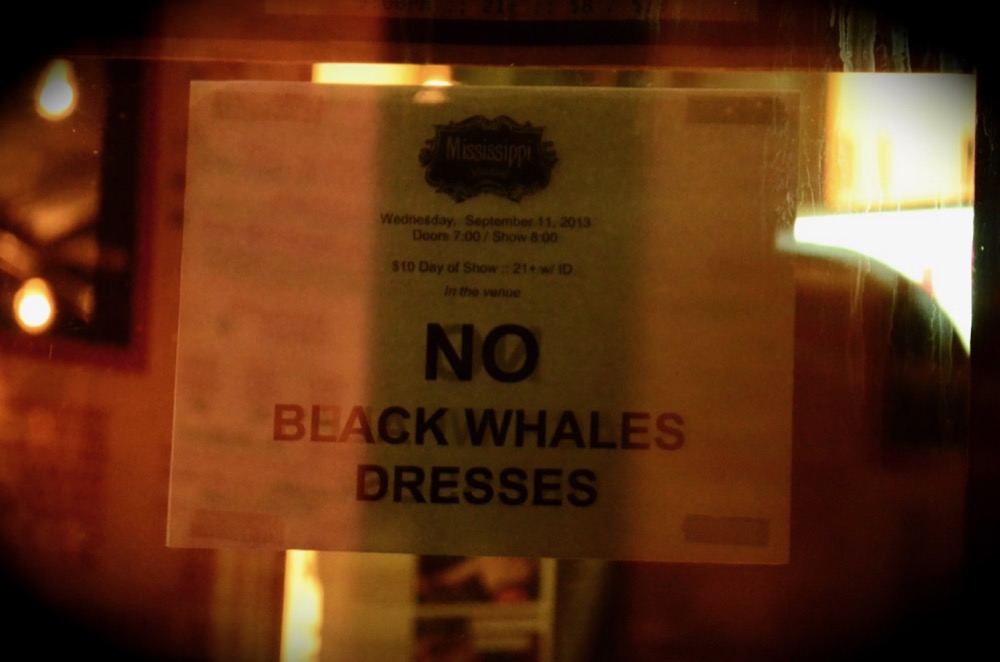 Mississippi
Wednesday, September 11, 2013
Doors 7:00 / Show 8:00
$10 Day of Show :: 21+ w/ ID
In the venue
NO
BLACK WHALES
DRESSES